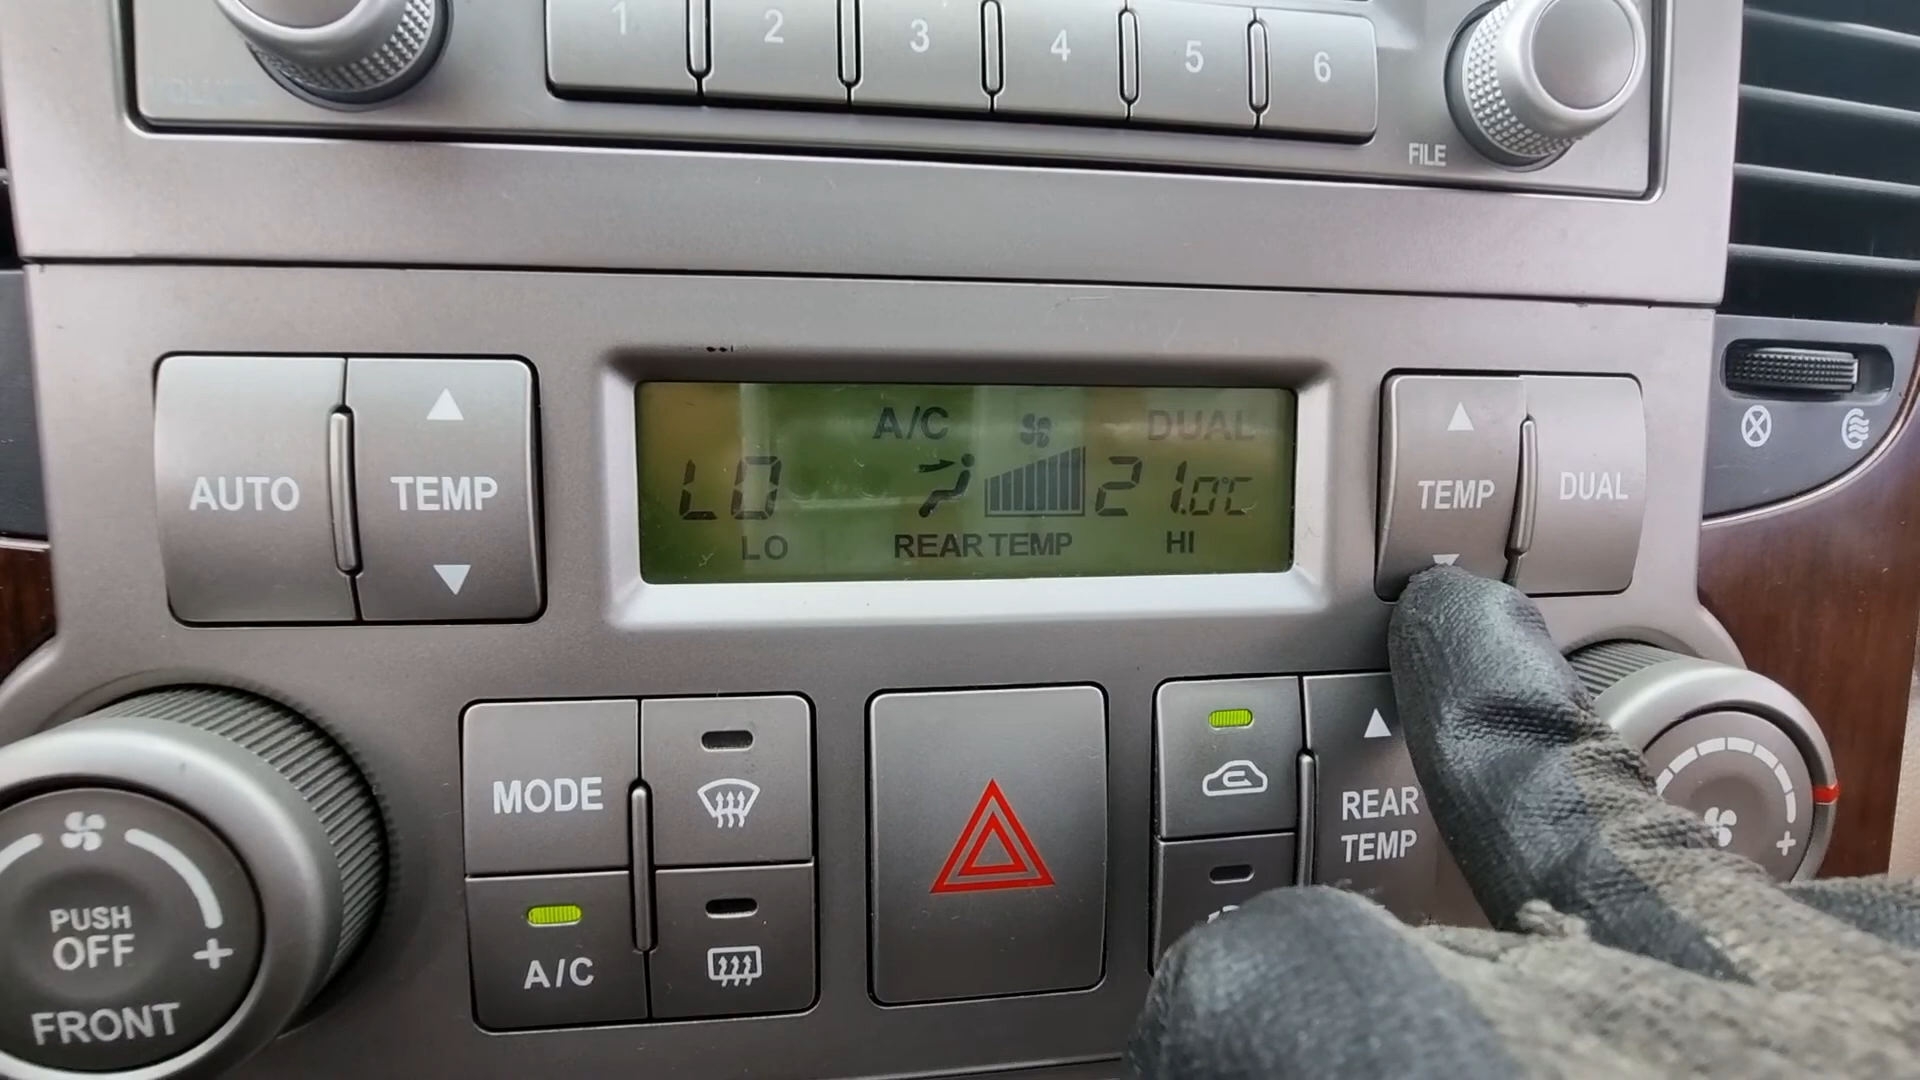 1 2 3 4 5 6
FILE
AUTO
TEMP
A/C DUAL
LO 21.0°C
LO REAR TEMP HI
TEMP
DUAL
MODE
A/C
REAR
TEMP
PUSH
OFF
+
FRONT
+